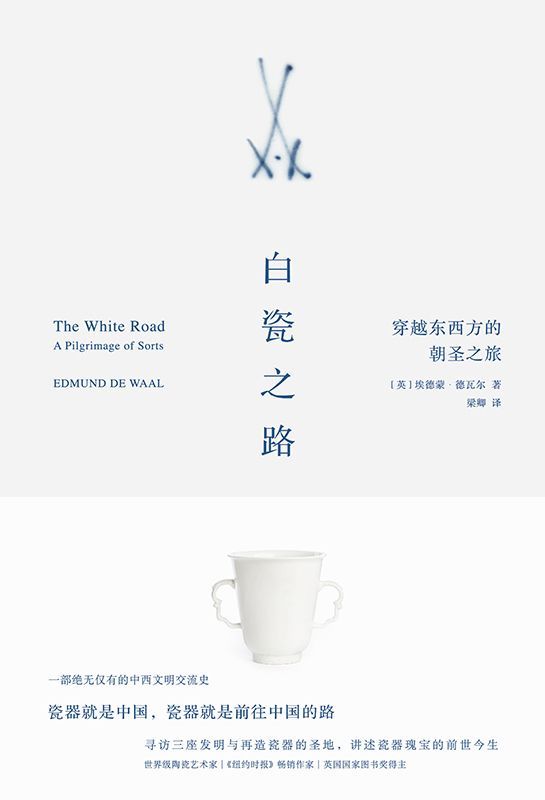 白瓷之路
The White Road
A Pilgrimage of Sorts
EDMUND DE WAAL
穿越东西方的
朝圣之旅
[英]埃德蒙·德瓦尔 著
梁卿 译
一部绝无仅有的中西文明交流史
瓷器就是中国，瓷器就是前往中国的路
寻访三座发明与再造瓷器的圣地，讲述瓷器瑰宝的前世今生
世界级陶瓷艺术家|《纽约时报》畅销作家|英国国家图书奖得主